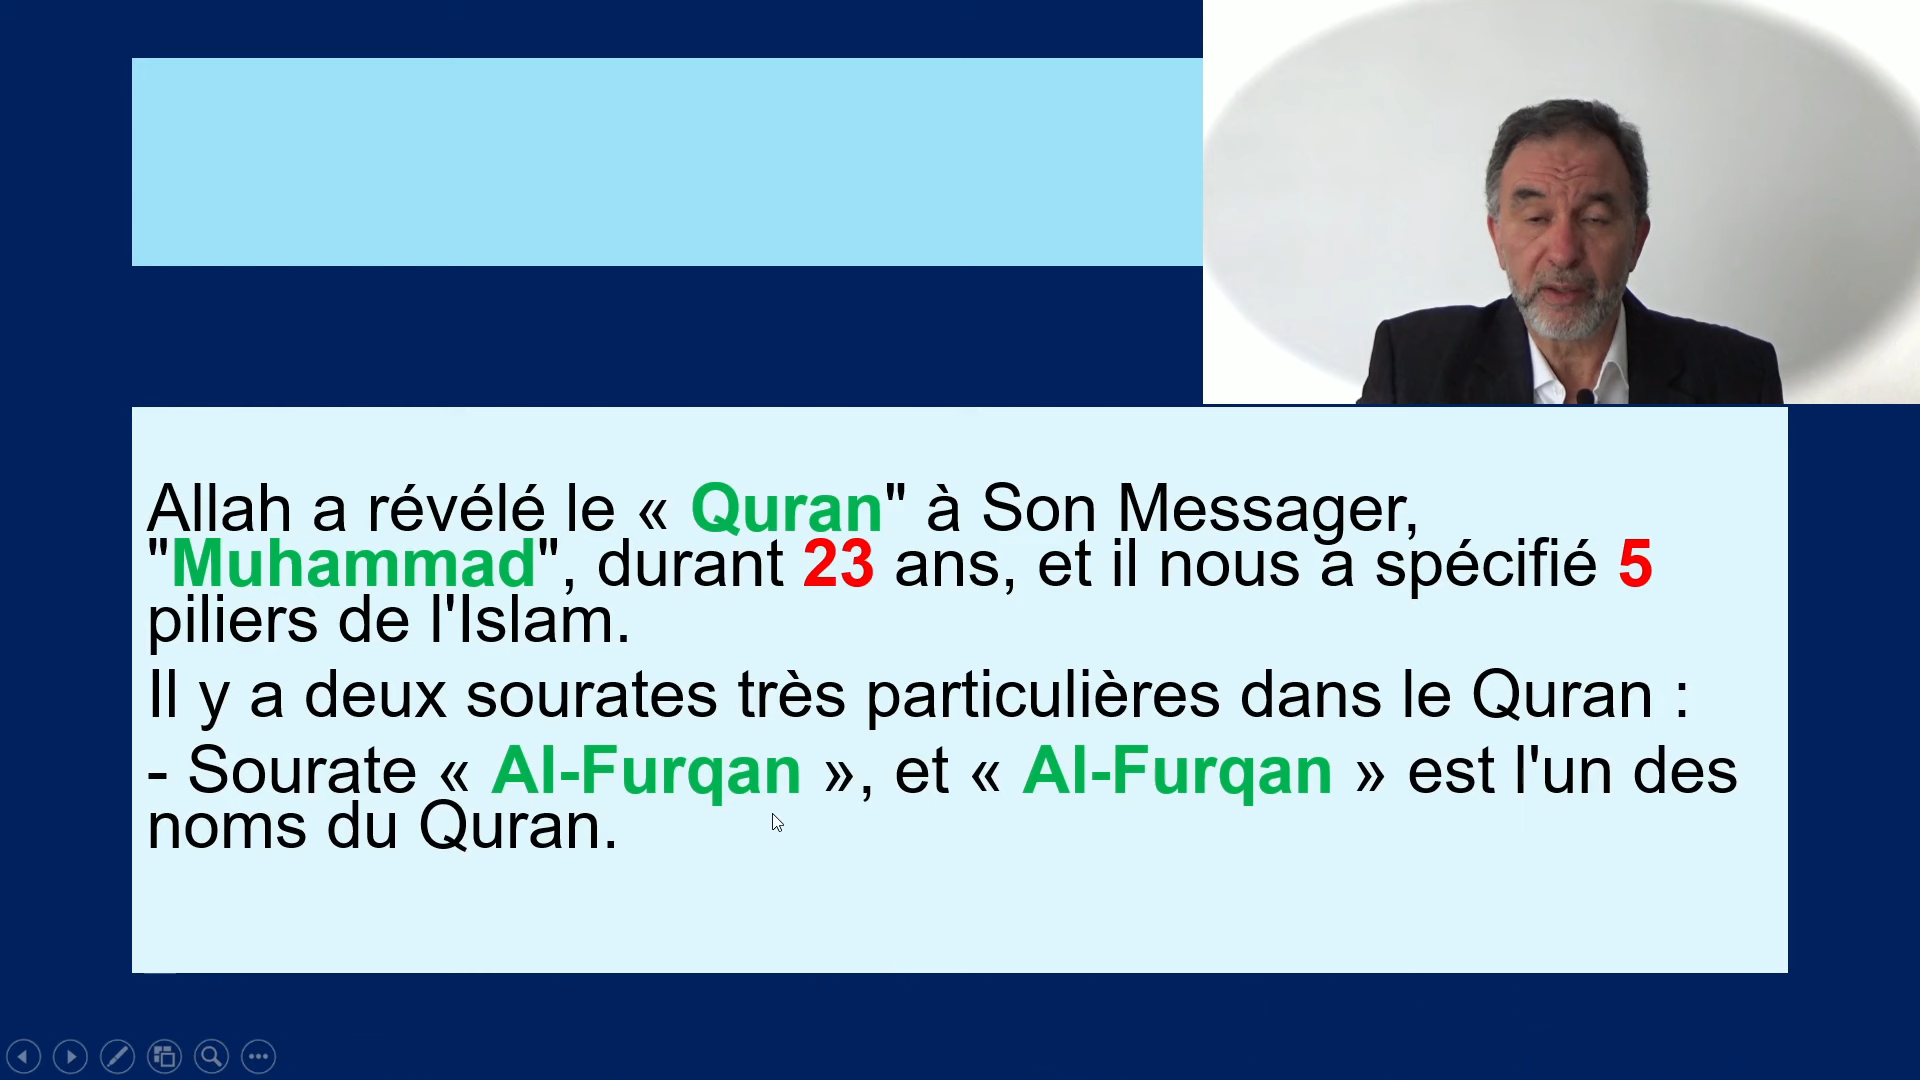 Allah a révélé le « Quran" à Son Messager,
"Muhammad", durant 23 ans, et il nous a spécifié 5
piliers de l'Islam.
Il y a deux sourates très particulières dans le Quran :
- Sourate « Al-Furqan », et « Al-Furqan » est l'un des
noms du Quran.